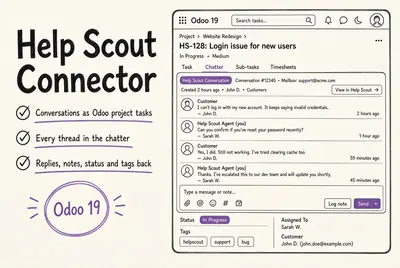 Help Scout
Connector
Conversations as Odoo project tasks
Every thread in the chatter
Replies, notes, status and tags back
Odoo 19
Odoo 19
Search tasks...
Project > Website Redesign >
HS-128: Login issue for new users
In Progress • Medium
Task Chatter Sub-tasks Timesheets
Help Scout Conversation Conversation #12345 • Mailbox: support@acme.com
Created 2 hours ago • John D. • Customers
View in Help Scout
Customer
I can't log in with my new account. It keeps saying invalid credentials.
– John D.
2 hours ago
Help Scout Agent (you)
Can you confirm if you've reset your password recently?
– Sarah W.
1 hour ago
Customer
Yes, I did. Still not working. I've tried clearing cache too.
– John D.
59 minutes ago
Help Scout Agent (you)
Thanks. I've escalated this to our dev team and will update you shortly.
– Sarah W.
45 minutes ago
Type a message or note...
Log note
Send
Status In Progress
Tags
helpscout support bug
Assigned To
Sarah W.
Customer
John D. (john.doe@example.com)